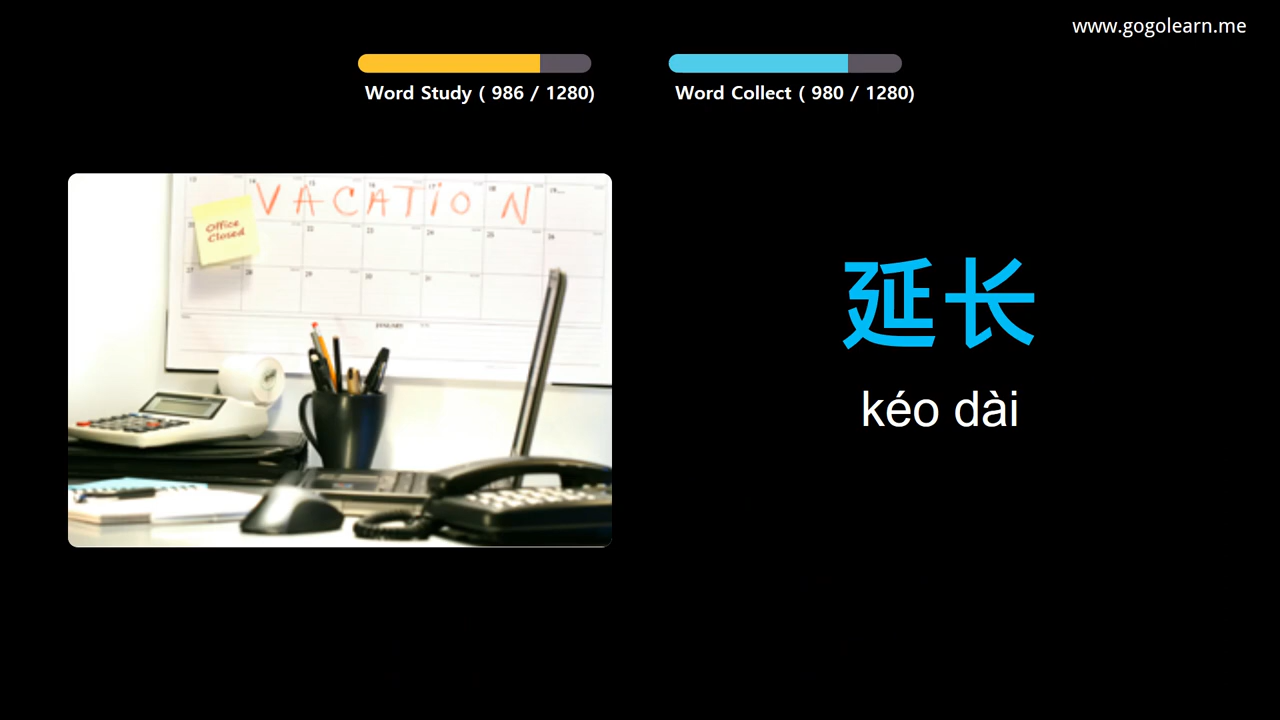 www.gogolearn.me
Word Study ( 986 / 1280)
Word Collect ( 980 / 1280)
VACATION
Office
Closed
延长
kéo dài